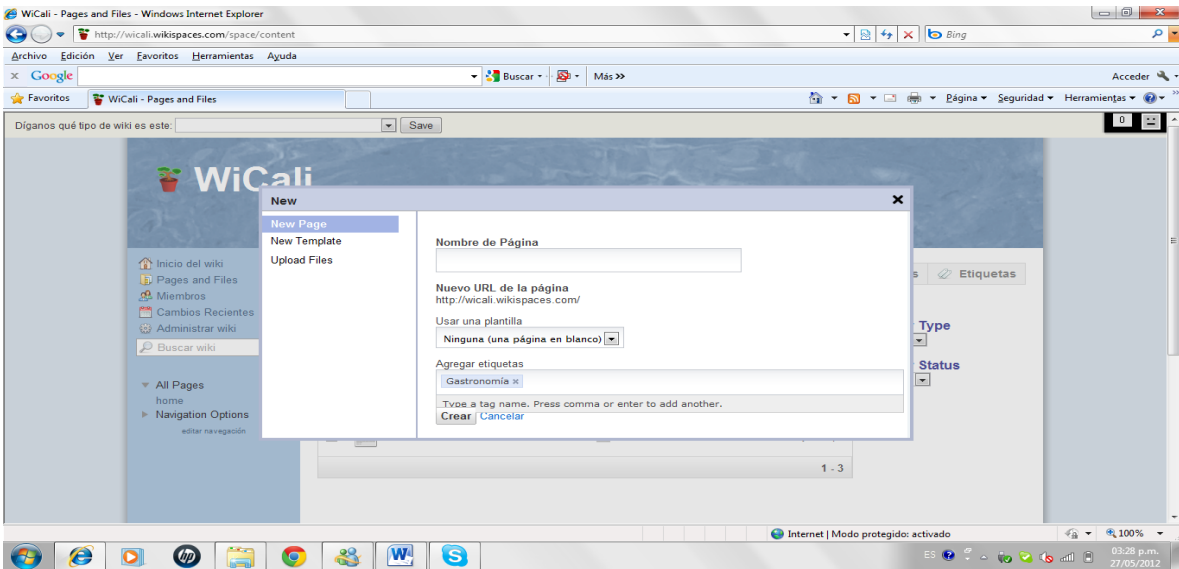 WiCali - Pages and Files - Windows Internet Explorer
http://wicali.wikispaces.com/space/content
Bing
Archivo Edición Ver Favoritos Herramientas Ayuda
x Google Buscar Más >> Acceder
Favoritos WiCali - Pages and Files Página Seguridad Herramientas
Díganos qué tipo de wiki es este: Save 0
WiCali
New
New Page
New Template
Upload Files
Nombre de Página
Nuevo URL de la página
http://wicali.wikispaces.com/
Usar una plantilla
Ninguna (una página en blanco)
Agregar etiquetas
Gastronomía x
Type a tag name. Press comma or enter to add another.
Crear Cancelar
Inicio del wiki
Pages and Files
Miembros
Cambios Recientes
Administrar wiki
Buscar wiki
All Pages
home
Navigation Options
editar navegación
s Etiquetas
Type
Status
1 - 3
Internet | Modo protegido: activado 100%
ES 03:28 p.m.
27/05/2012